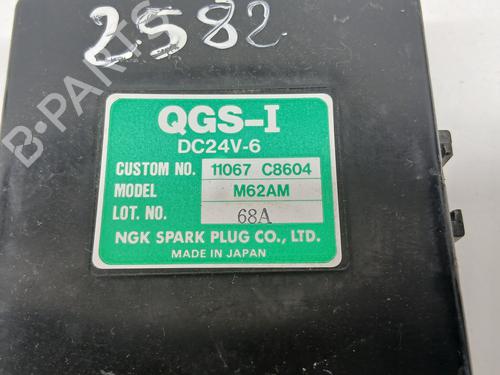 2582
B-PARTS
QGS-I
DC24V-6
CUSTOM NO. 11067 C8604
MODEL M62AM
LOT. NO. 68A
NGK SPARK PLUG CO., LTD.
MADE IN JAPAN